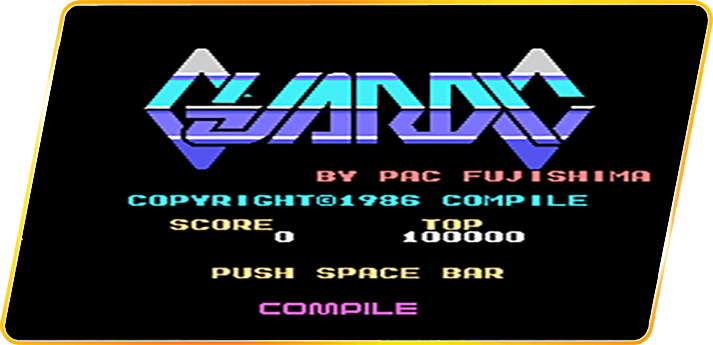 GUARDIC
BY PAC FUJISHIMA
COPYRIGHT©1986 COMPILE
SCORE TOP
0 100000
PUSH SPACE BAR
COMPILE